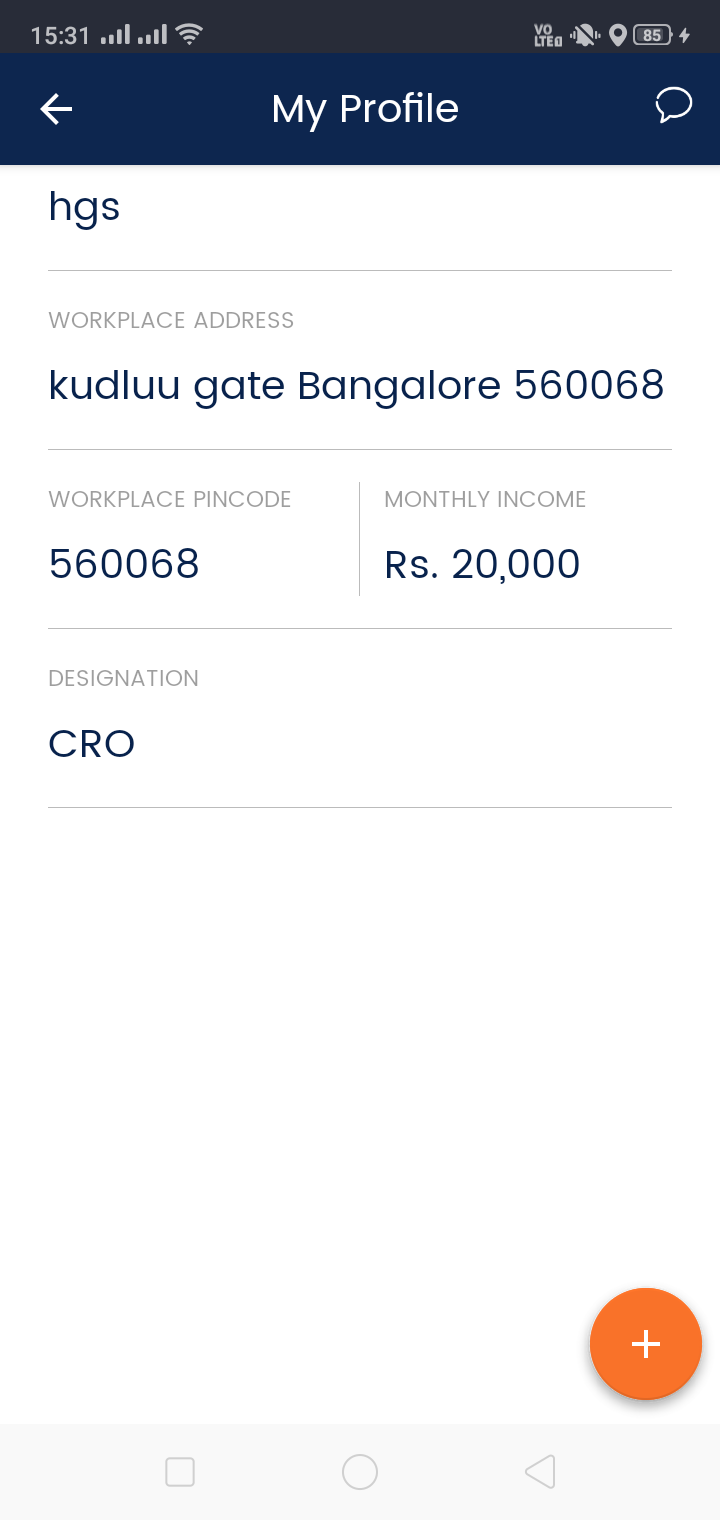 15:31 VO LTE1 85
My Profile
hgs
WORKPLACE ADDRESS
kudluu gate Bangalore 560068
WORKPLACE PINCODE MONTHLY INCOME
560068 Rs. 20,000
DESIGNATION
CRO
+